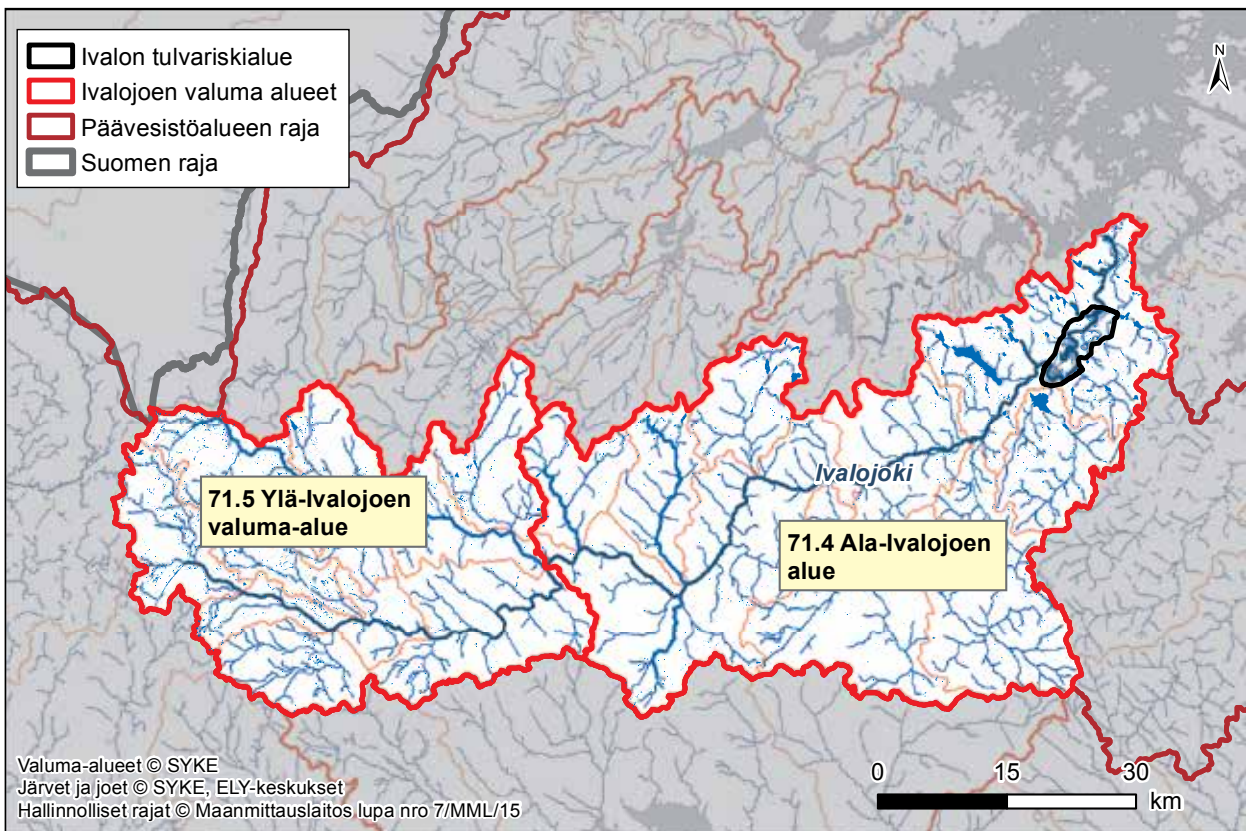 Ivalon tulvariskialue
Ivalojoen valuma alueet
Päävesistöalueen raja
Suomen raja
N
Ivalojoki
71.5 Ylä-Ivalojoen
valuma-alue
71.4 Ala-Ivalojoen
alue
Valuma-alueet © SYKE
Järvet ja joet © SYKE, ELY-keskukset
Hallinnolliset rajat © Maanmittauslaitos lupa nro 7/MML/15
0 15 30
km